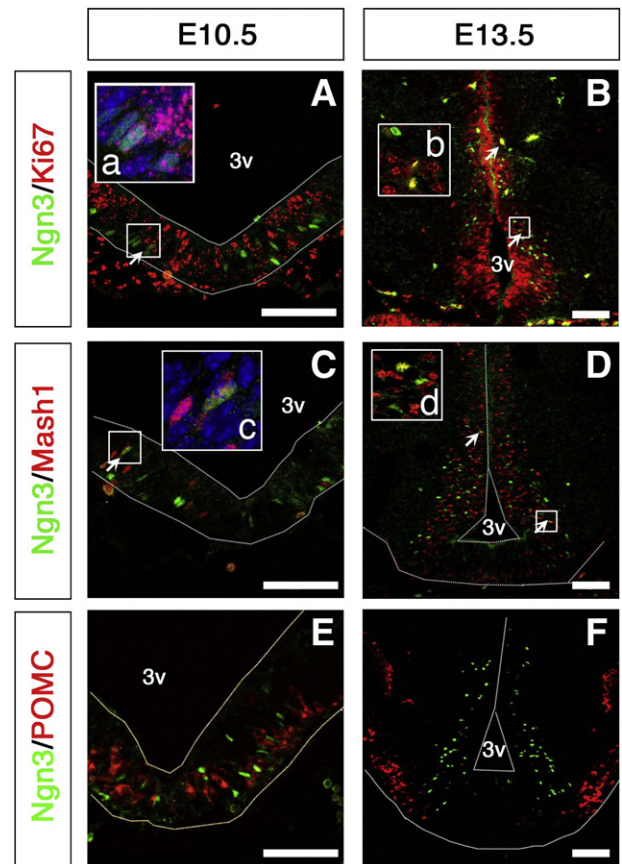 E10.5
E13.5
Ngn3/Ki67
A
a
3v
B
b
3v
Ngn3/Mash1
C
c
3v
D
d
3v
Ngn3/POMC
E
3v
F
3v